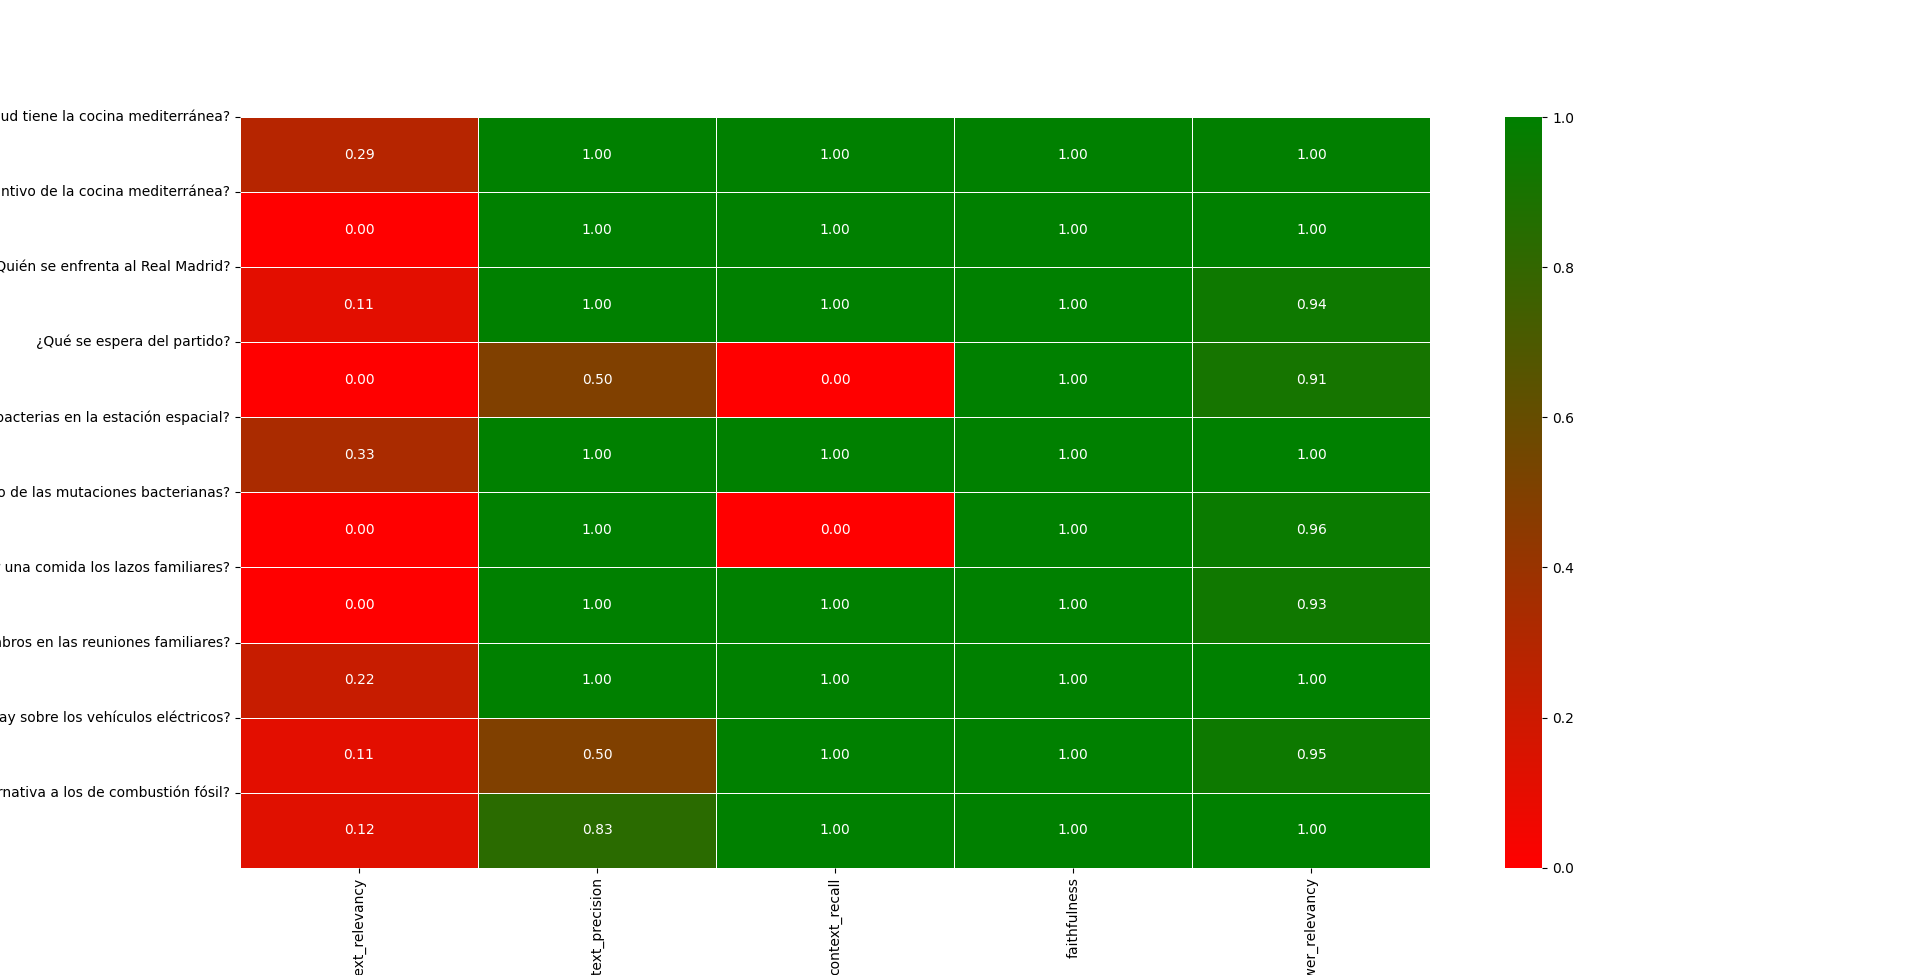 ud tiene la cocina mediterránea?
0.29 1.00 1.00 1.00 1.00
ntivo de la cocina mediterránea?
0.00 1.00 1.00 1.00 1.00
Quién se enfrenta al Real Madrid?
0.11 1.00 1.00 1.00 0.94
¿Qué se espera del partido?
0.00 0.50 0.00 1.00 0.91
bacterias en la estación espacial?
0.33 1.00 1.00 1.00 1.00
o de las mutaciones bacterianas?
0.00 1.00 0.00 1.00 0.96
una comida los lazos familiares?
0.00 1.00 1.00 1.00 0.93
bros en las reuniones familiares?
0.22 1.00 1.00 1.00 1.00
ay sobre los vehículos eléctricos?
0.11 0.50 1.00 1.00 0.95
rnativa a los de combustión fósil?
0.12 0.83 1.00 1.00 1.00
ext_relevancy
text_precision
context_recall
faithfulness
wer_relevancy
1.0
0.8
0.6
0.4
0.2
0.0